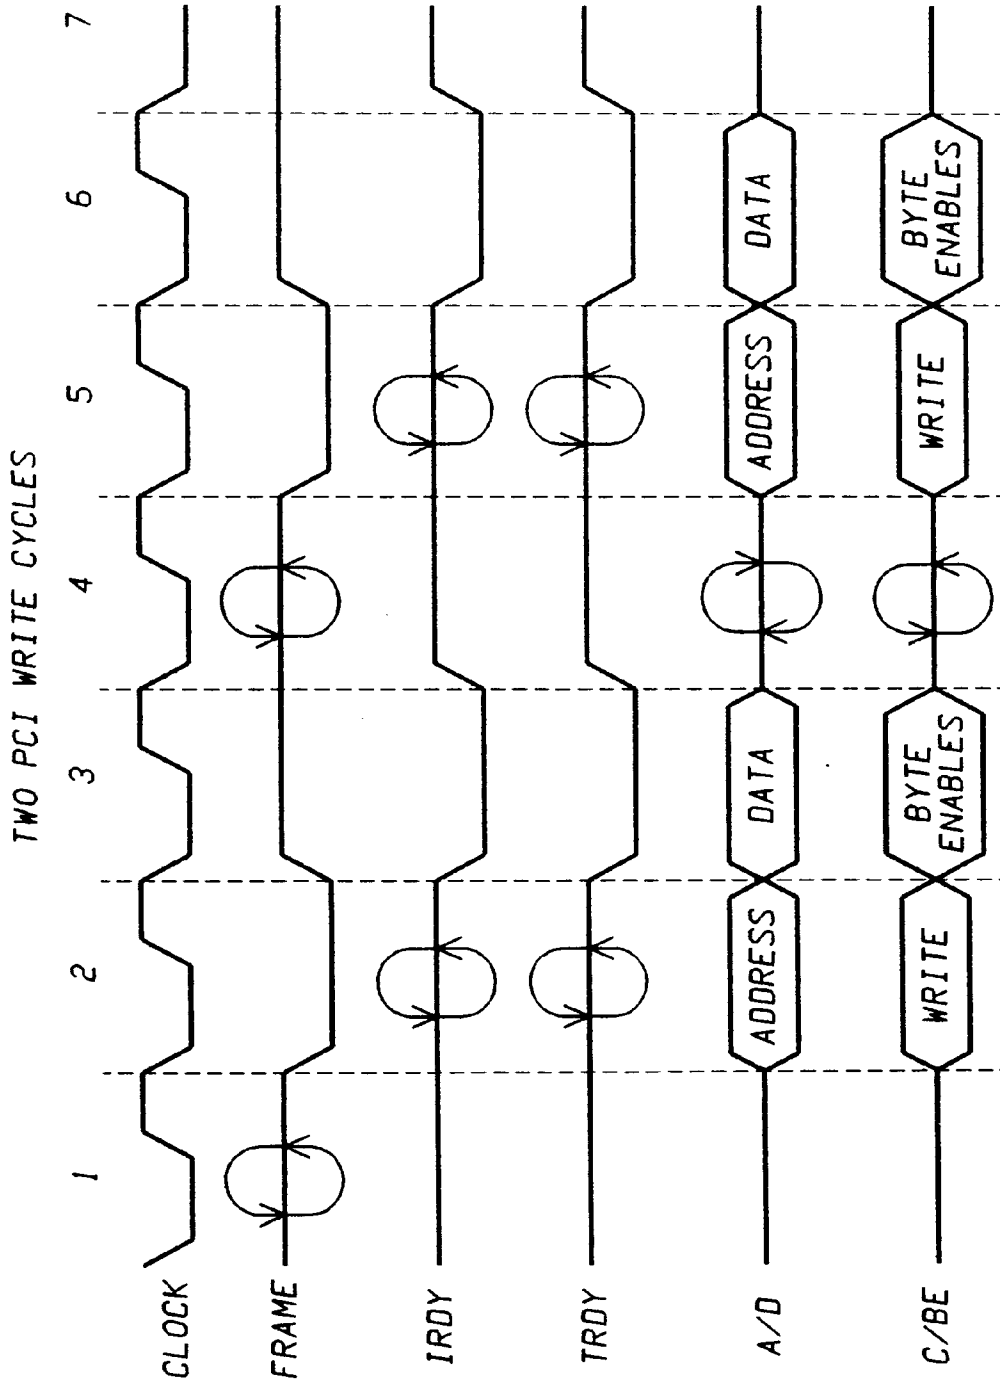 TWO PCI WRITE CYCLES
1 2 3 4 5 6 7
CLOCK
FRAME
IRDY
TRDY
A/D
ADDRESS
DATA
ADDRESS
DATA
C/BE
WRITE
BYTE
ENABLES
WRITE
BYTE
ENABLES